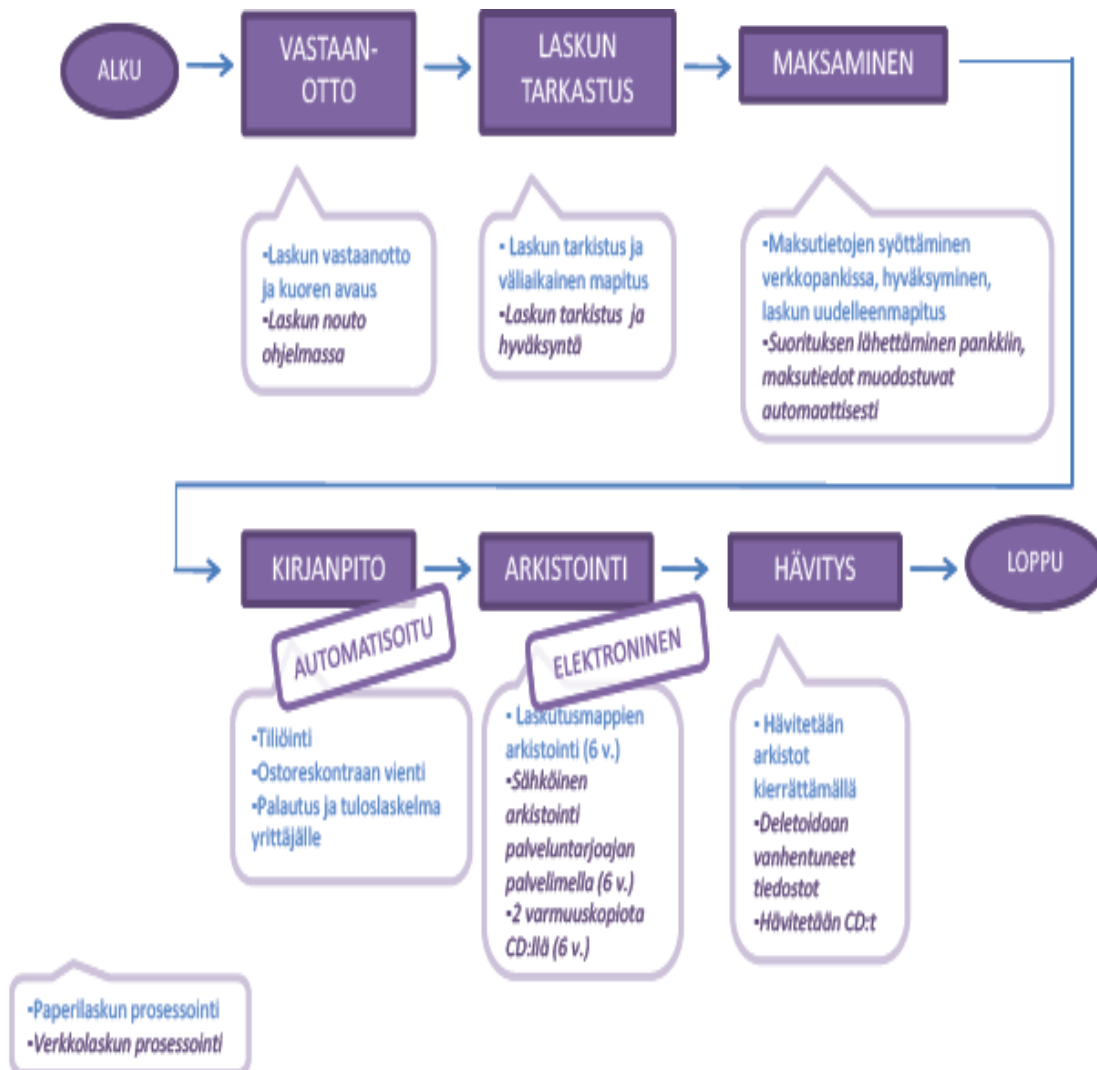 ALKU
VASTAAN-
OTTO
LASKUN
TARKASTUS
MAKSAMINEN
•Laskun vastaanotto
ja kuoren avaus
•Laskun nouto
ohjelmassa
• Laskun tarkistus ja
väliaikainen mapitus
•Laskun tarkistus ja
hyväksyntä
•Maksutietojen syöttäminen
verkkopankissa, hyväksyminen,
laskun uudelleenmapitus
•Suorituksen lähettäminen pankkiin,
maksutiedot muodostuvat
automaattisesti
KIRJANPITO
ARKISTOINTI
HÄVITYS
LOPPU
AUTOMATISOITU
ELEKTRONINEN
•Tiliöinti
•Ostoreskontraan vienti
•Palautus ja tuloslaskelma
yrittäjälle
• Laskutusmappien
arkistointi (6 v.)
•Sähköinen
arkistointi
palveluntarjoajan
palvelimella (6 v.)
•2 varmuuskopiota
CD:llä (6 v.)
• Hävitetään
arkistot
kierrättämällä
•Deletoidaan
vanhentuneet
tiedostot
•Hävitetään CD:t
•Paperilaskun prosessointi
•Verkkolaskun prosessointi